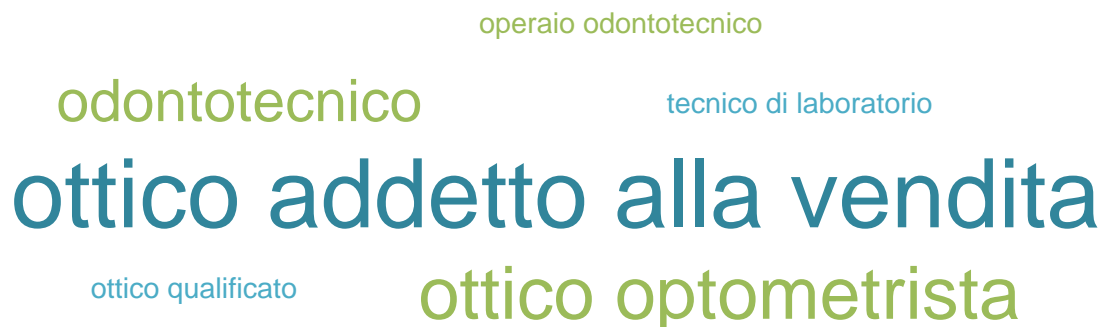 operaio odontotecnico
odontotecnico
tecnico di laboratorio
ottico addetto alla vendita
ottico qualificato
ottico optometrista